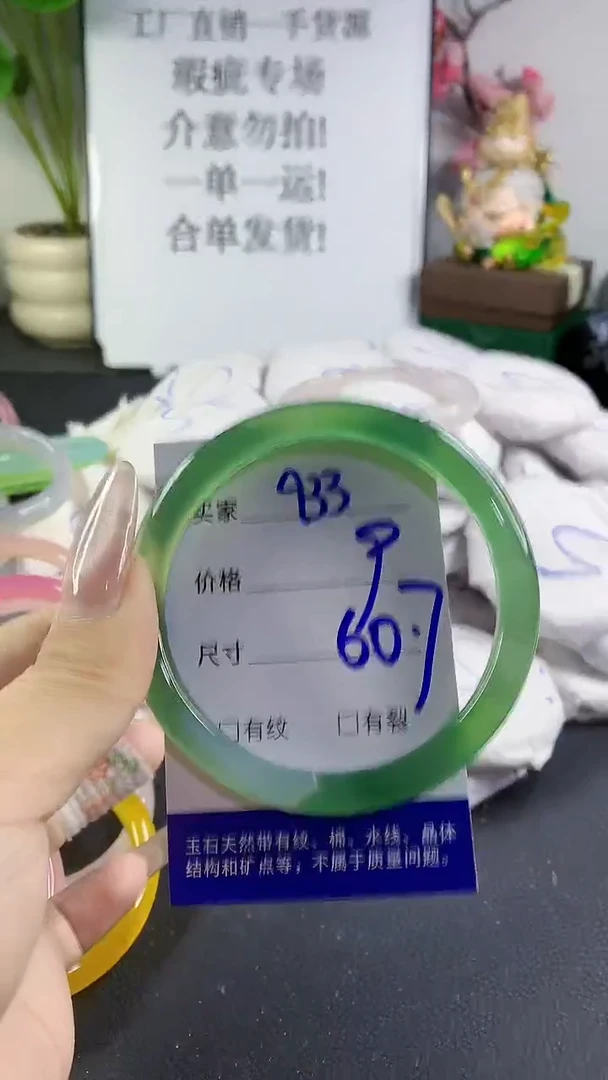 工厂直销一手货源
瑕疵专场
介意勿拍!
一单一运!
合单发货!
卖家 933
价格
尺寸 60.7
口有纹 口有裂
玉石天然带有纹、棉、水线、晶体
结构和矿点等，不属于质量问题。